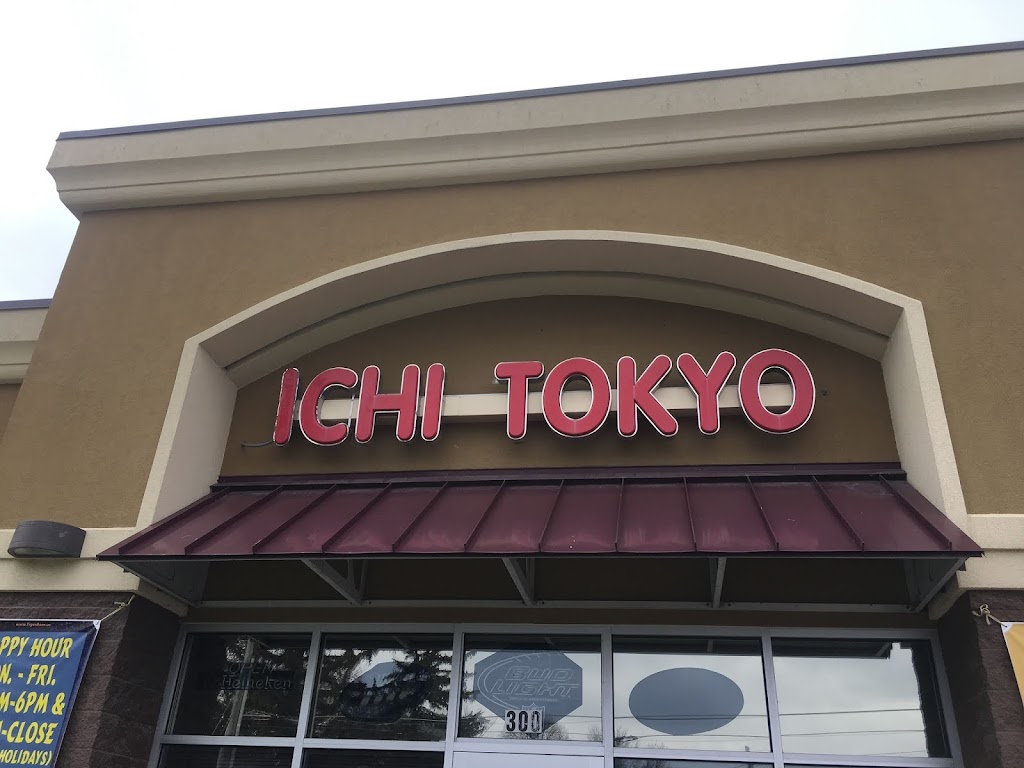 ICHI TOKYO
Heineken
BUD
LIGHT
300
PPY HOUR
N. - FRI.
M-6PM &
-CLOSE
HOLIDAYS)